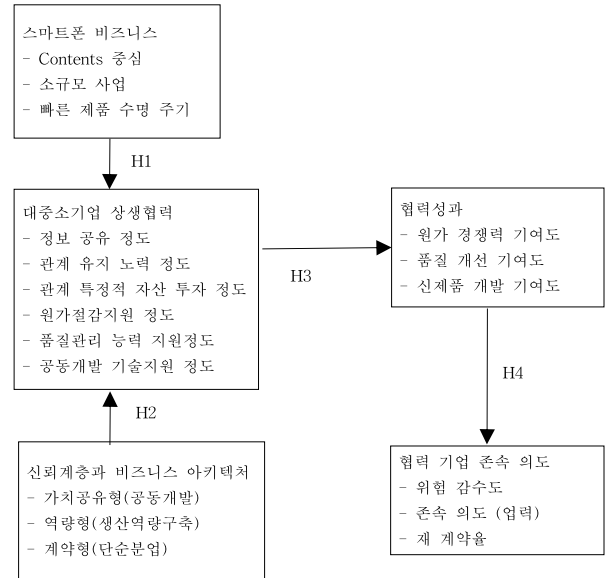 스마트폰 비즈니스
- Contents 중심
- 소규모 사업
- 빠른 제품 수명 주기
H1
대중소기업 상생협력
- 정보 공유 정도
- 관계 유지 노력 정도
- 관계 특정적 자산 투자 정도
- 원가절감지원 정도
- 품질관리 능력 지원정도
- 공동개발 기술지원 정도
H3
협력성과
- 원가 경쟁력 기여도
- 품질 개선 기여도
- 신제품 개발 기여도
H2
H4
신뢰계층과 비즈니스 아키텍처
- 가치공유형(공동개발)
- 역량형(생산역량구축)
- 계약형(단순분업)
협력 기업 존속 의도
- 위험 감수도
- 존속 의도 (업력)
- 재 계약율